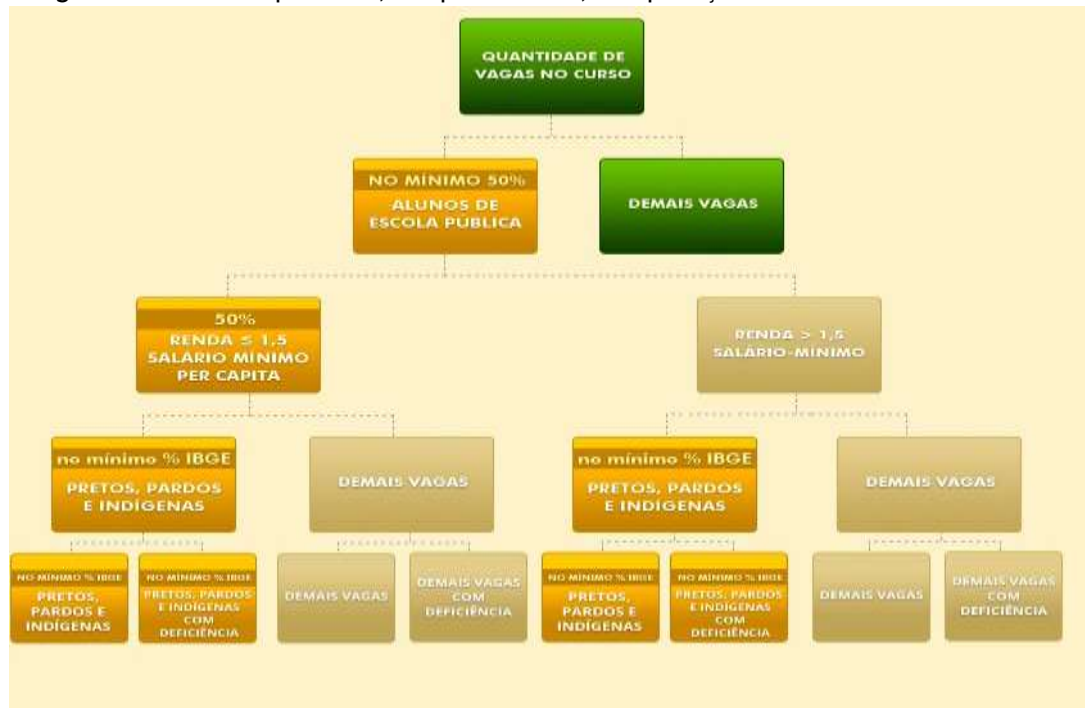 QUANTIDADE DE
VAGAS NO CURSO
NO MÍNIMO 50%
ALUNOS DE
ESCOLA PÚBLICA
DEMAIS VAGAS
50%
RENDA ≤ 1,5
SALÁRIO MÍNIMO
PER CAPITA
RENDA > 1,5
SALÁRIO-MÍNIMO
no mínimo % IBGE
PRETOS, PARDOS
E INDÍGENAS
DEMAIS VAGAS
no mínimo % IBGE
PRETOS, PARDOS
E INDÍGENAS
DEMAIS VAGAS
NO MÍNIMO % IBGE
PRETOS,
PARDOS E
INDÍGENAS
NO MÍNIMO % IBGE
PRETOS, PARDOS
E INDÍGENAS
COM
DEFICIÊNCIA
DEMAIS VAGAS
DEMAIS VAGAS
COM
DEFICIÊNCIA
NO MÍNIMO % IBGE
PRETOS,
PARDOS E
INDÍGENAS
NO MÍNIMO % IBGE
PRETOS, PARDOS
E INDÍGENAS
COM
DEFICIÊNCIA
DEMAIS VAGAS
DEMAIS VAGAS
COM
DEFICIÊNCIA